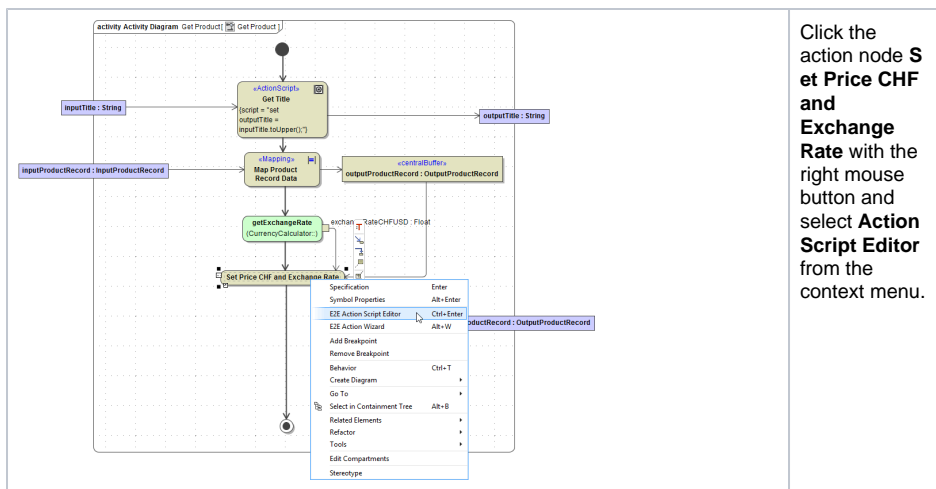 activity Activity Diagram Get Product[ Get Product ]
«ActionScript»
Get Title
{script = "set
outputTitle =
inputTitle.toUpper();"}
inputTitle : String
outputTitle : String
«Mapping»
Map Product
Record Data
inputProductRecord : InputProductRecord
«centralBuffer»
outputProductRecord : OutputProductRecord
getExchangeRate
(CurrencyCalculator::)
exchan RateCHFUSD : Float
Set Price CHF and Exchange Rate
oductRecord : OutputProductRecord
Specification Enter
Symbol Properties Alt+Enter
E2E Action Script Editor Ctrl+Enter
E2E Action Wizard Alt+W
Add Breakpoint
Remove Breakpoint
Behavior Ctrl+T
Create Diagram
Go To
Select in Containment Tree Alt+B
Related Elements
Refactor
Tools
Edit Compartments
Stereotype
Click the
action node S
et Price CHF
and
Exchange
Rate with the
right mouse
button and
select Action
Script Editor
from the
context menu.